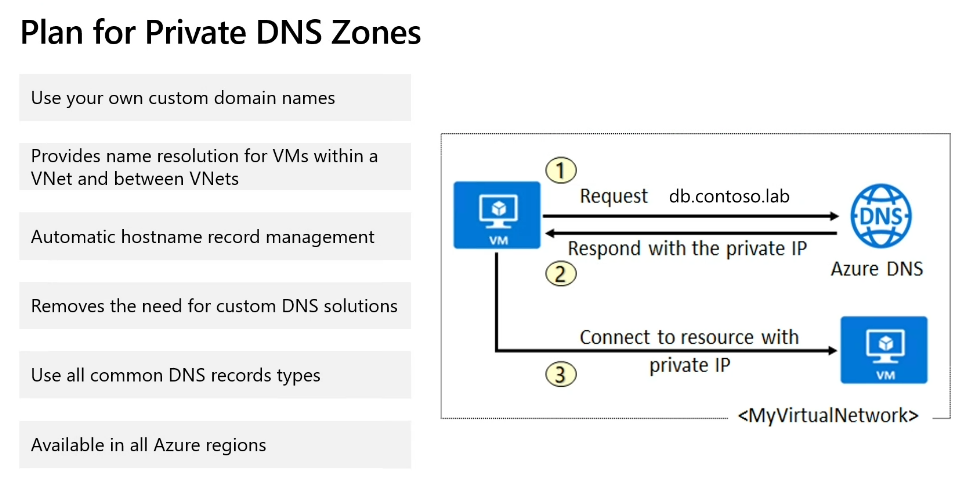 Plan for Private DNS Zones
Use your own custom domain names
Provides name resolution for VMs within a
VNet and between VNets
Automatic hostname record management
Removes the need for custom DNS solutions
Use all common DNS records types
Available in all Azure regions
1
Request db.contoso.lab
VM
DNS
Respond with the private IP
2
Azure DNS
Connect to resource with
private IP
3
VM
<MyVirtualNetwork>